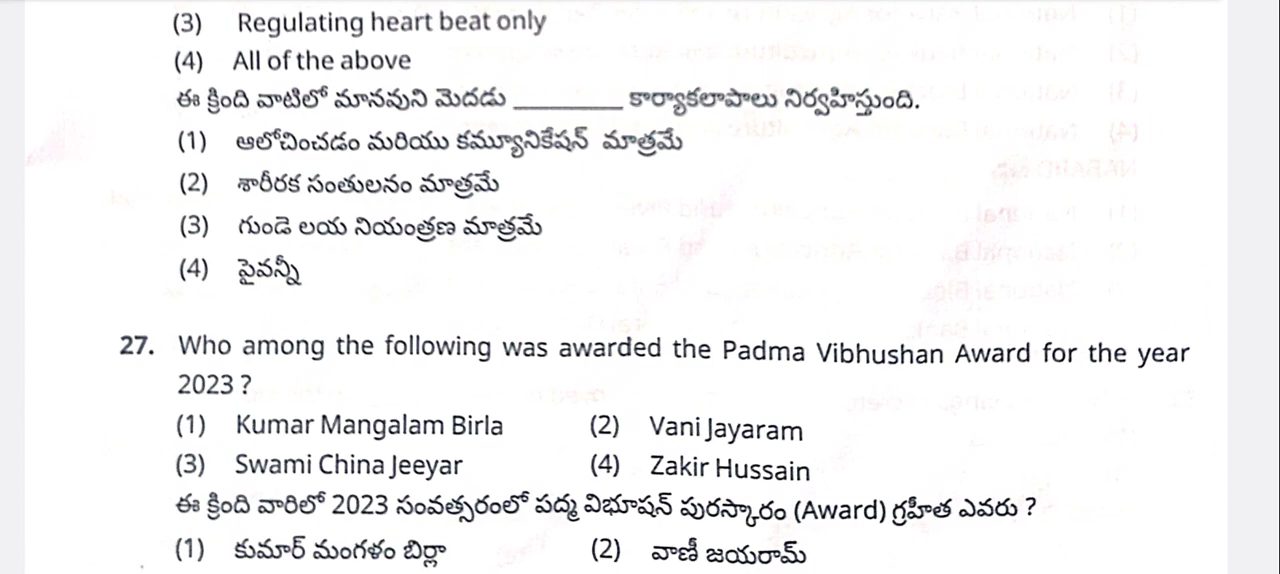 (3) Regulating heart beat only
(4) All of the above
ఈ క్రింది వాటిలో మానవుని మెదడు __________ కార్యాకలాపాలు నిర్వహిస్తుంది.
(1) ఆలోచించడం మరియు కమ్యూనికేషన్ మాత్రమే
(2) శారీరక సంతులనం మాత్రమే
(3) గుండె లయ నియంత్రణ మాత్రమే
(4) పైవన్నీ
27. Who among the following was awarded the Padma Vibhushan Award for the year
2023 ?
(1) Kumar Mangalam Birla (2) Vani Jayaram
(3) Swami China Jeeyar (4) Zakir Hussain
ఈ క్రింది వారిలో 2023 సంవత్సరంలో పద్మ విభూషన్ పురస్కారం (Award) గ్రహీత ఎవరు ?
(1) కుమార్ మంగళం బిర్లా (2) వాణీ జయరామ్